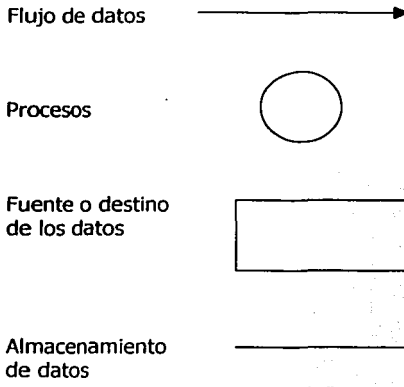 Flujo de datos
Procesos
Fuente o destino
de los datos
Almacenamiento
de datos